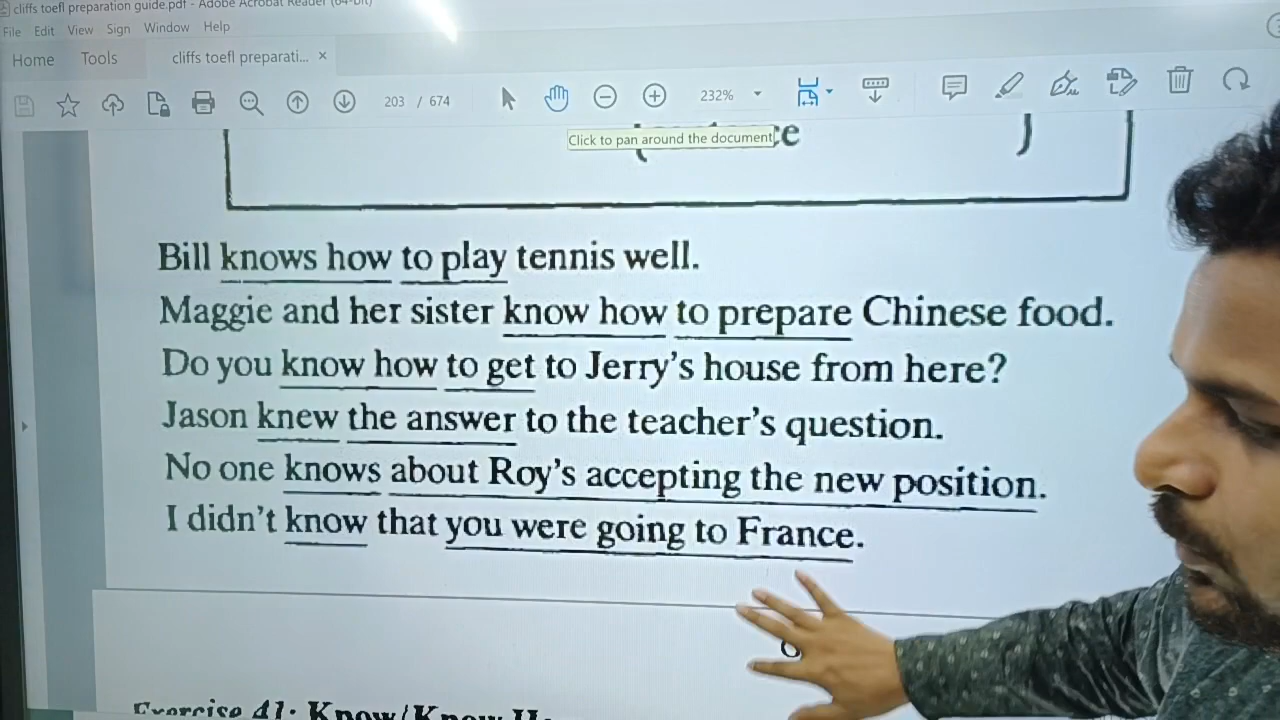 cliffs toefl preparation guide.pdf - Adobe Acrobat Reader (64-bit)
File Edit View Sign Window Help
Home Tools cliffs toefl preparati... ×
203 / 674 232%
Click to pan around the document
Bill knows how to play tennis well.
Maggie and her sister know how to prepare Chinese food.
Do you know how to get to Jerry's house from here?
Jason knew the answer to the teacher's question.
No one knows about Roy's accepting the new position.
I didn't know that you were going to France.
Exercise 41: Know/Know